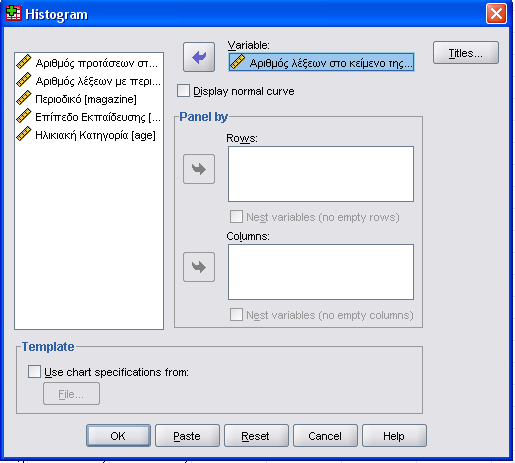 Histogram
Variable:
Αριθμός λέξεων στο κείμενο της...
Titles...
Αριθμός προτάσεων στ...
Αριθμός λέξεων με περι...
Περιοδικό [magazine]
Επίπεδο Εκπαίδευσης [...
Ηλικιακή Κατηγορία [age]
Display normal curve
Panel by
Rows:
Nest variables (no empty rows)
Columns:
Nest variables (no empty columns)
Template
Use chart specifications from:
File...
OK
Paste
Reset
Cancel
Help